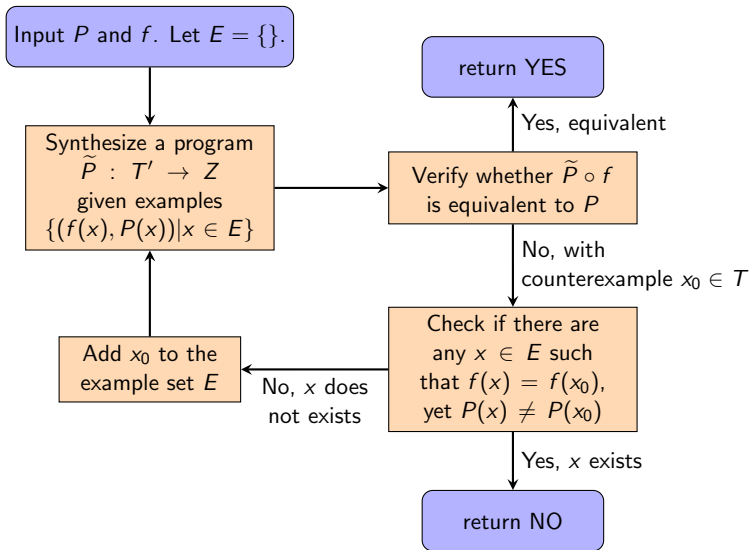 Input P and f. Let E = {}.
return YES
Yes, equivalent
Synthesize a program
P̃ : T′ → Z
given examples
{(f(x), P(x))|x ∈ E}
Verify whether P̃ ∘ f
is equivalent to P
No, with
counterexample x₀ ∈ T
Check if there are
any x ∈ E such
that f(x) = f(x₀),
yet P(x) ≠ P(x₀)
No, x does
not exists
Add x₀ to the
example set E
Yes, x exists
return NO